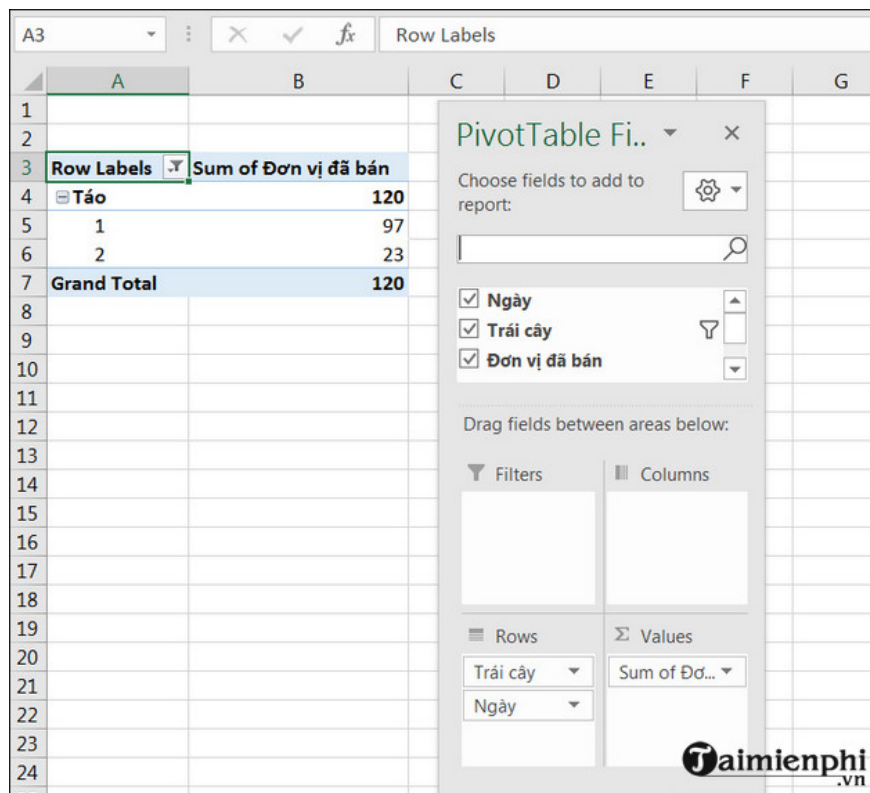 A3 fx Row Labels
A B C D E F G
1
2
3 Row Labels Sum of Đơn vị đã bán
4 Táo 120
5 1 97
6 2 23
7 Grand Total 120
8
9
10
11
12
13
14
15
16
17
18
19
20
21
22
23
24
PivotTable Fi..
Choose fields to add to
report:
Ngày
Trái cây
Đơn vị đã bán
Drag fields between areas below:
Filters
Columns
Rows
Σ Values
Trái cây
Sum of Đơ...
Ngày
Taimienphi
.vn